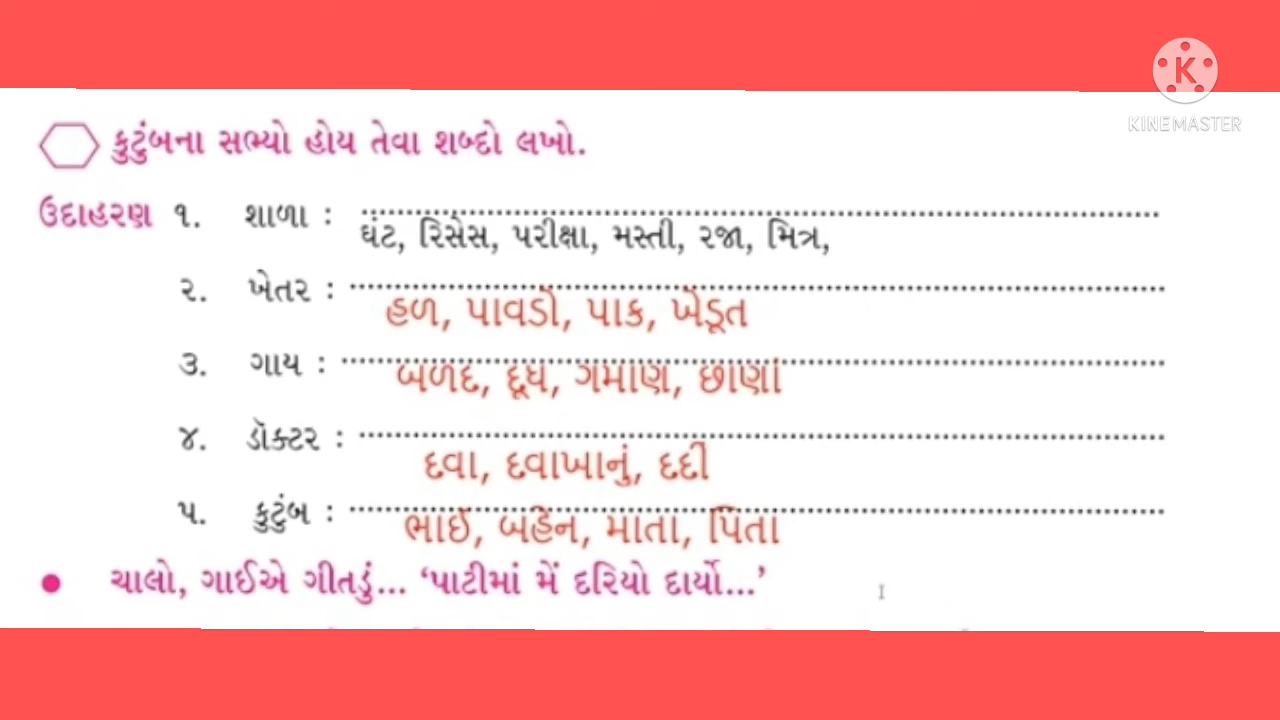 KINEMASTER
કુટુંબના સભ્યો હોય તેવા શબ્દો લખો.
ઉદાહરણ ૧. શાળા :
ઘંટ, રિસેસ, પરીક્ષા, મસ્તી, રજા, મિત્ર,
૨. ખેતર :
હળ, પાવડો, પાક, ખેડૂત
૩. ગાય :
બળદ, દૂધ, ગમાણ, છાણાં
૪. ડૉક્ટર :
દવા, દવાખાનું, દર્દી
૫. કુટુંબ :
ભાઈ, બહેન, માતા, પિતા
● ચાલો, ગાઈએ ગીતડું... ‘પાટીમાં મેં દરિયો દાર્યો...’